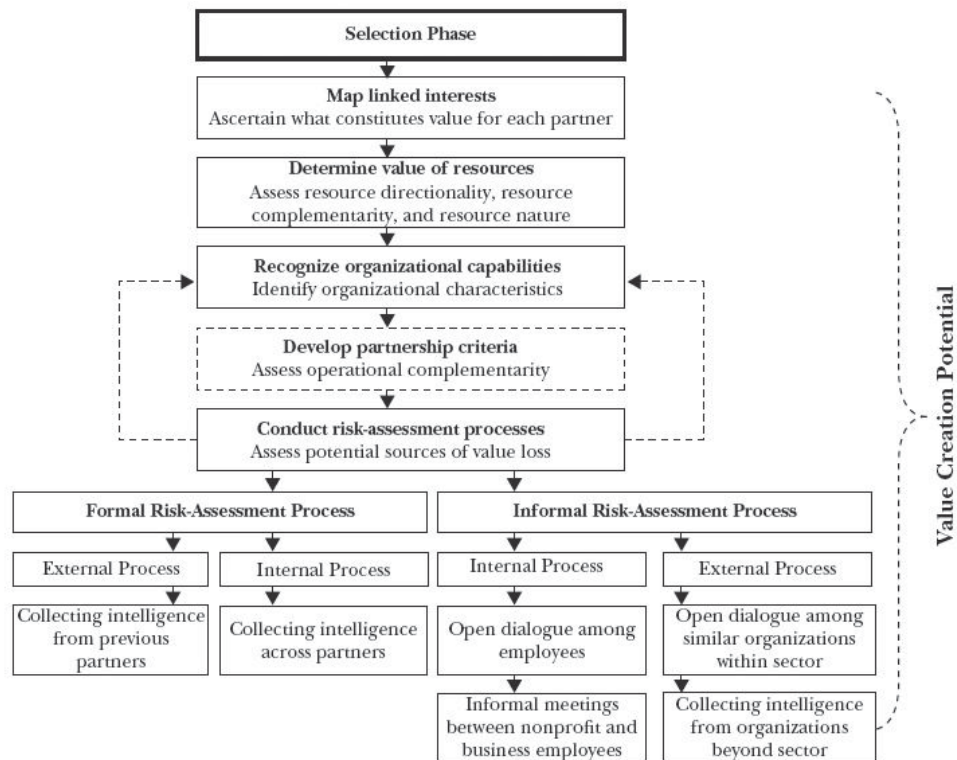 Selection Phase
Map linked interests
Ascertain what constitutes value for each partner
Determine value of resources
Assess resource directionality, resource
complementarity, and resource nature
Recognize organizational capabilities
Identify organizational characteristics
Develop partnership criteria
Assess operational complementarity
Conduct risk-assessment processes
Assess potential sources of value loss
Formal Risk-Assessment Process
Informal Risk-Assessment Process
External Process
Internal Process
Internal Process
External Process
Collecting intelligence
from previous
partners
Collecting intelligence
across partners
Open dialogue among
employees
Open dialogue among
similar organizations
within sector
Informal meetings
between nonprofit and
business employees
Collecting intelligence
from organizations
beyond sector
Value Creation Potential